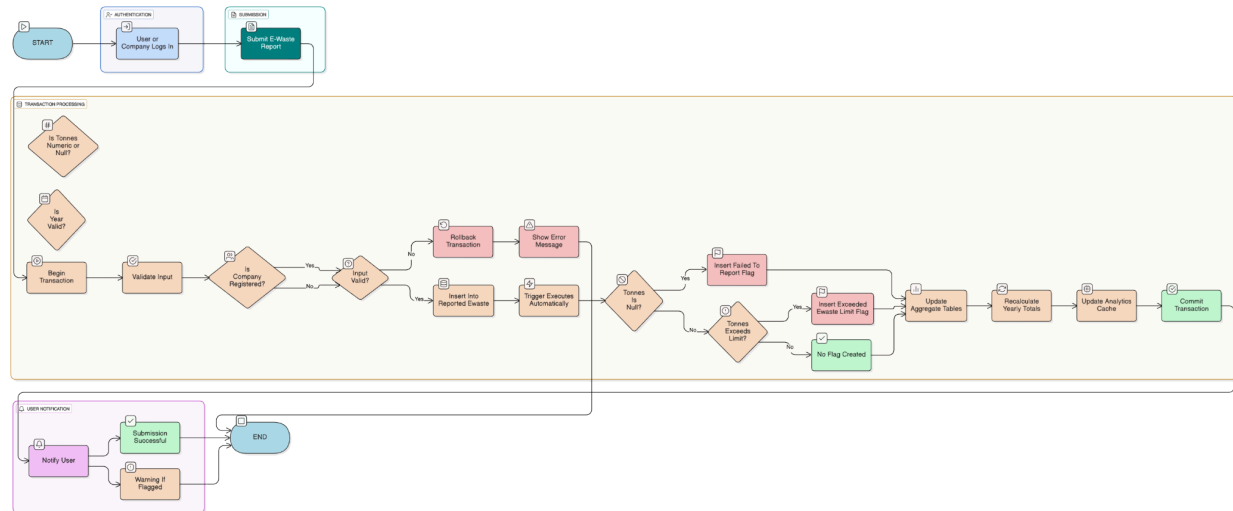 AUTHENTICATION
SUBMISSION
START
User or
Company Logs In
Submit E-Waste
Report
TRANSACTION PROCESSING
Is Tonnes
Numeric or
Null?
Is
Year
Valid?
Begin
Transaction
Validate Input
Is
Company
Registered?
Yes
No
Input
Valid?
No
Yes
Rollback
Transaction
Show Error
Message
Insert Into
Reported Ewaste
Trigger Executes
Automatically
Tonnes
Is
Null?
Yes
No
Insert Failed To
Report Flag
Tonnes
Exceeds
Limit?
Yes
No
Insert Exceeded
Ewaste Limit Flag
No Flag Created
Update
Aggregate Tables
Recalculate
Yearly Totals
Update Analytics
Cache
Commit
Transaction
USER NOTIFICATION
Notify User
Submission
Successful
Warning If
Flagged
END